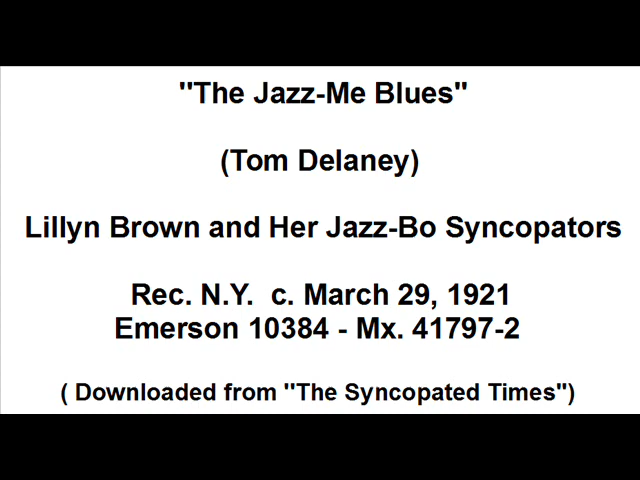 "The Jazz-Me Blues"
(Tom Delaney)
Lillyn Brown and Her Jazz-Bo Syncopators
Rec. N.Y.  c. March 29, 1921
Emerson 10384 - Mx. 41797-2
( Downloaded from "The Syncopated Times")